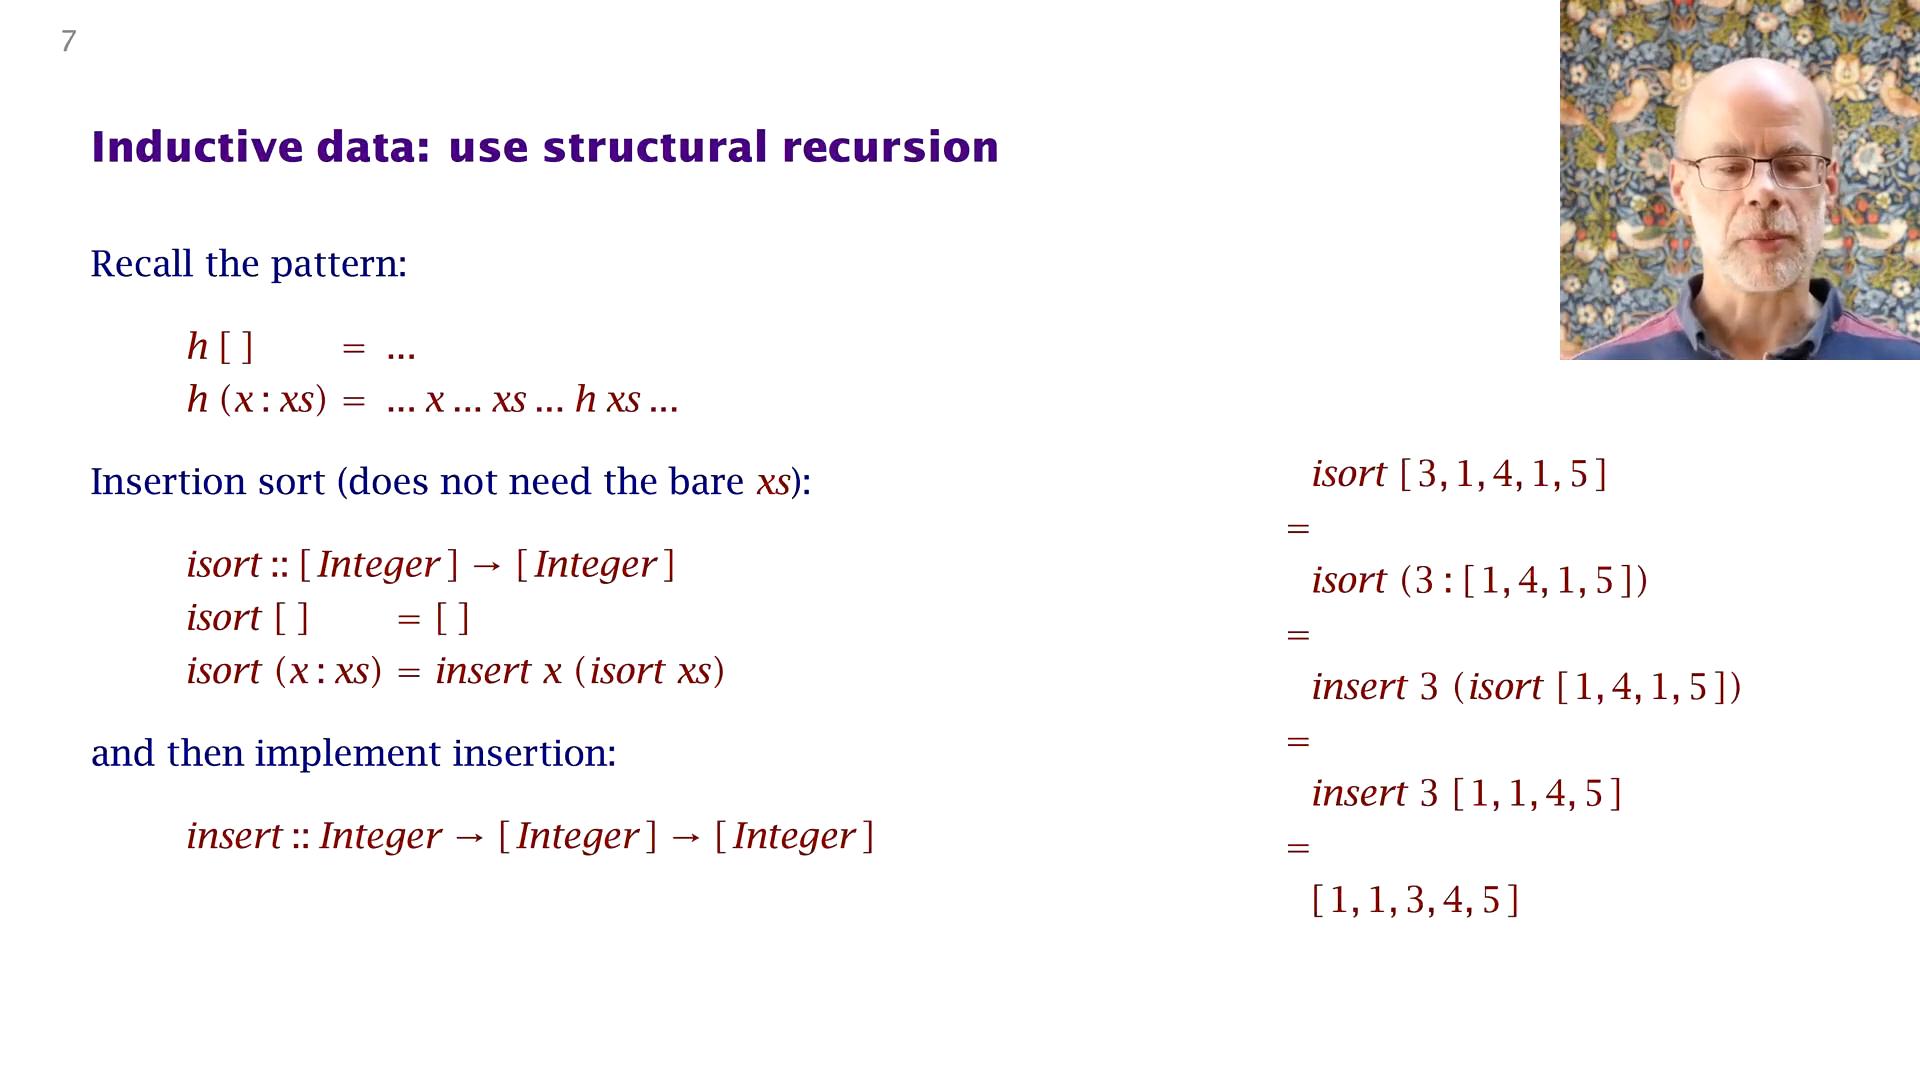 7
Inductive data: use structural recursion
Recall the pattern:
h [ ] = ...
h (x : xs) = ... x ... xs ... h xs ...
Insertion sort (does not need the bare xs):
isort :: [Integer] → [Integer]
isort [ ] = [ ]
isort (x : xs) = insert x (isort xs)
and then implement insertion:
insert :: Integer → [Integer] → [Integer]
isort [3, 1, 4, 1, 5]
=
isort (3 : [1, 4, 1, 5])
=
insert 3 (isort [1, 4, 1, 5])
=
insert 3 [1, 1, 4, 5]
=
[1, 1, 3, 4, 5]